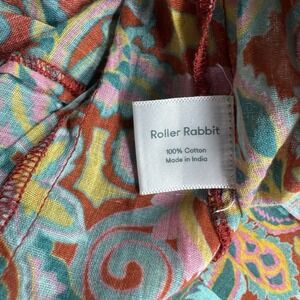 Roller Rabbit
100% Cotton
Made in India